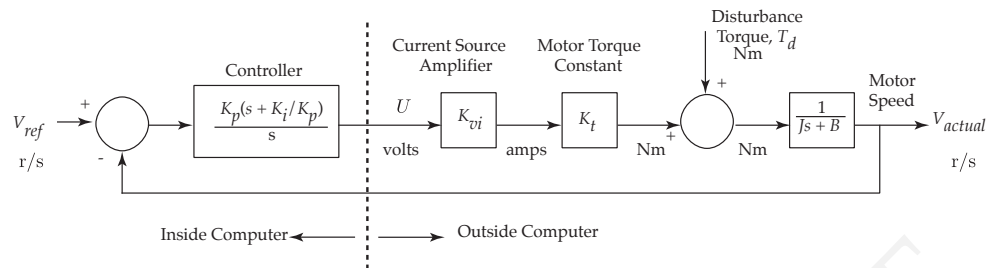 Disturbance
Torque, T_d
Nm
Current Source
Amplifier
Motor Torque
Constant
Controller
Motor
Speed
+
V_ref
r/s
-
K_p(s + K_i/K_p)
s
U
volts
K_vi
amps
K_t
Nm
+
+
Nm
1
Js + B
V_actual
r/s
Inside Computer
Outside Computer